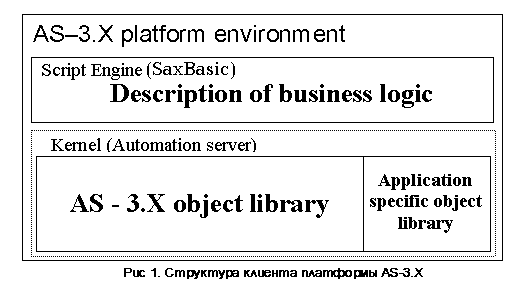 AS–3.X platform environment
Script Engine (SaxBasic)
Description of business logic
Kernel (Automation server)
AS - 3.X object library
Application
specific object
library
Рис 1. Структура клиента платформы AS-3.X